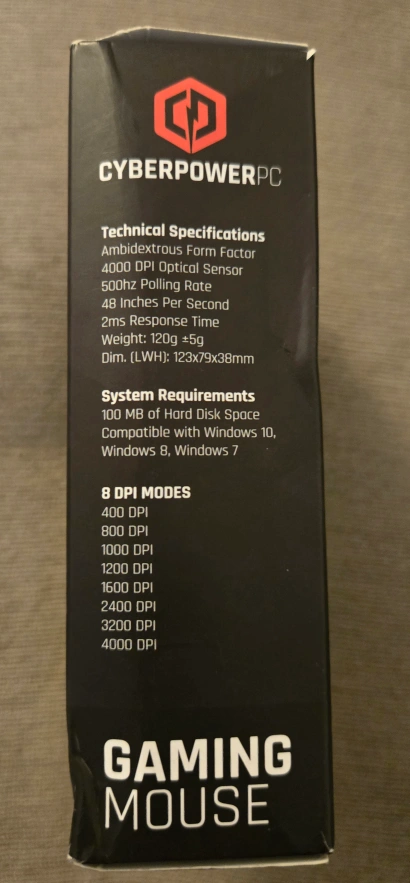 CYBERPOWERPC
Technical Specifications
Ambidextrous Form Factor
4000 DPI Optical Sensor
500hz Polling Rate
48 Inches Per Second
2ms Response Time
Weight: 120g ±5g
Dim. (LWH): 123x79x38mm
System Requirements
100 MB of Hard Disk Space
Compatible with Windows 10,
Windows 8, Windows 7
8 DPI MODES
400 DPI
800 DPI
1000 DPI
1200 DPI
1600 DPI
2400 DPI
3200 DPI
4000 DPI
GAMING
MOUSE